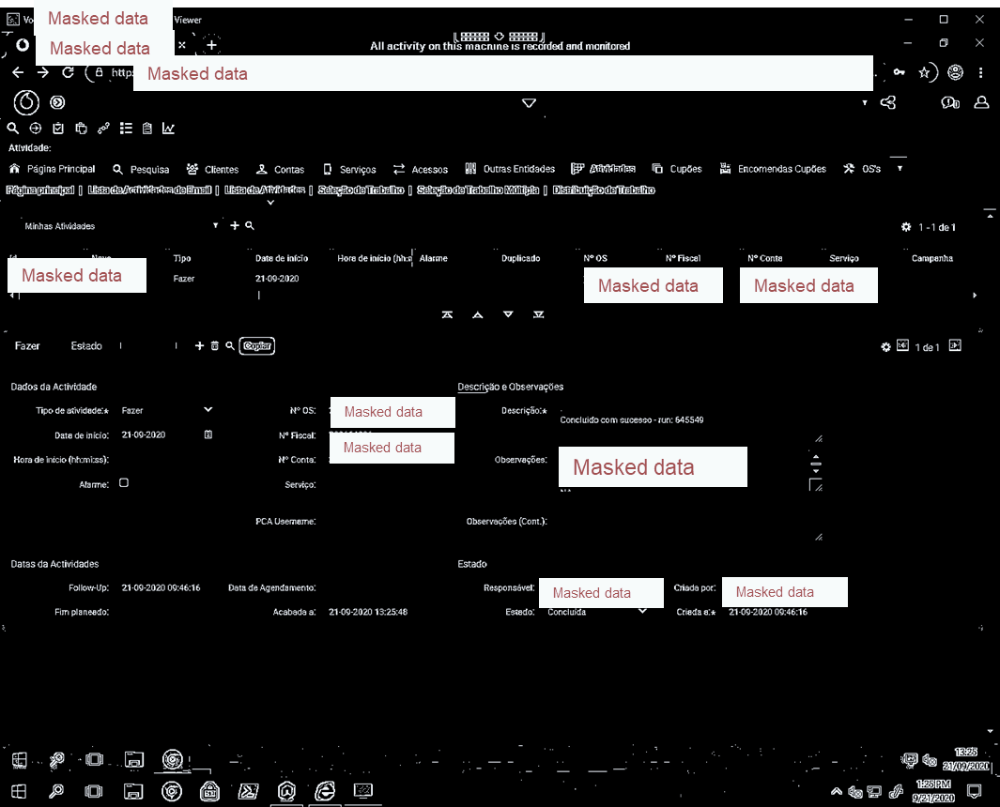 Masked data
Viewer
Masked data
All activity on this machine is recorded and monitored
https
Masked data
Atividade:
Página Principal Pesquisa Clientes Contas Serviços Acessos Outras Entidades Atividades Cupões Encomendas Cupões OS's
Página principal | Lista de Actividades de Email | Lista de Atividades | Seleção de Trabalho | Seleção de Trabalho Múltipla | Distribuição de Trabalho
Minhas Atividades
1 - 1 de 1
Tipo Data de início Hora de início (hh:m Alarme Duplicado Nº OS Nº Fiscal Nº Conta Serviço Campanha
Masked data Fazer 21-09-2020 Masked data Masked data
Fazer Estado Copiar 1 de 1
Dados da Actividade Descrição e Observações
Tipo de atividade:* Fazer Nº OS: Masked data Descrição:* Concluído com sucesso - run: 645549
Data de início: 21-09-2020 Nº Fiscal: Masked data
Hora de início (hh:mi:ss): Nº Conta: Observações: Masked data
Alarme: Serviço:
PCA Username: Observações (Cont.):
Datas da Actividades Estado
Follow-Up: 21-09-2020 09:46:16 Data de Agendamento: Responsável: Masked data Criada por: Masked data
Fim planeado: Acabada a: 21-09-2020 13:25:48 Estado: Concluída Criada a:* 21-09-2020 09:46:16
13:25
21/09/2020
1:25 PM
9/21/2020